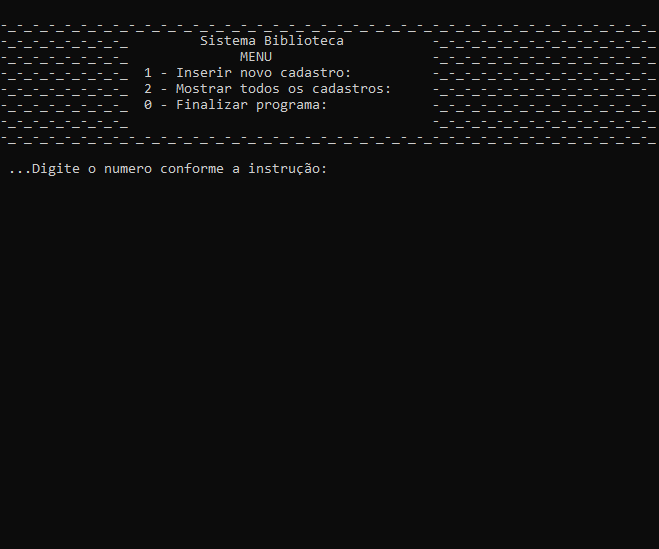 Sistema Biblioteca
MENU
1 - Inserir novo cadastro:
2 - Mostrar todos os cadastros:
0 - Finalizar programa:
...Digite o numero conforme a instrução: